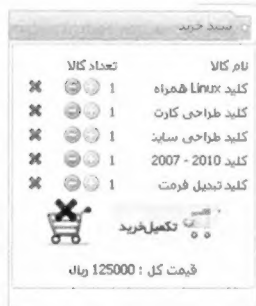 سبد خرید
نام کالا تعداد کالا
کلید Linux همراه 1
کلید طراحی کارت 1
کلید طراحی سایت 1
کلید 2010 - 2007 1
کلید تبدیل فرمت 1
تکمیل خرید
قیمت کل : 125000 ریال